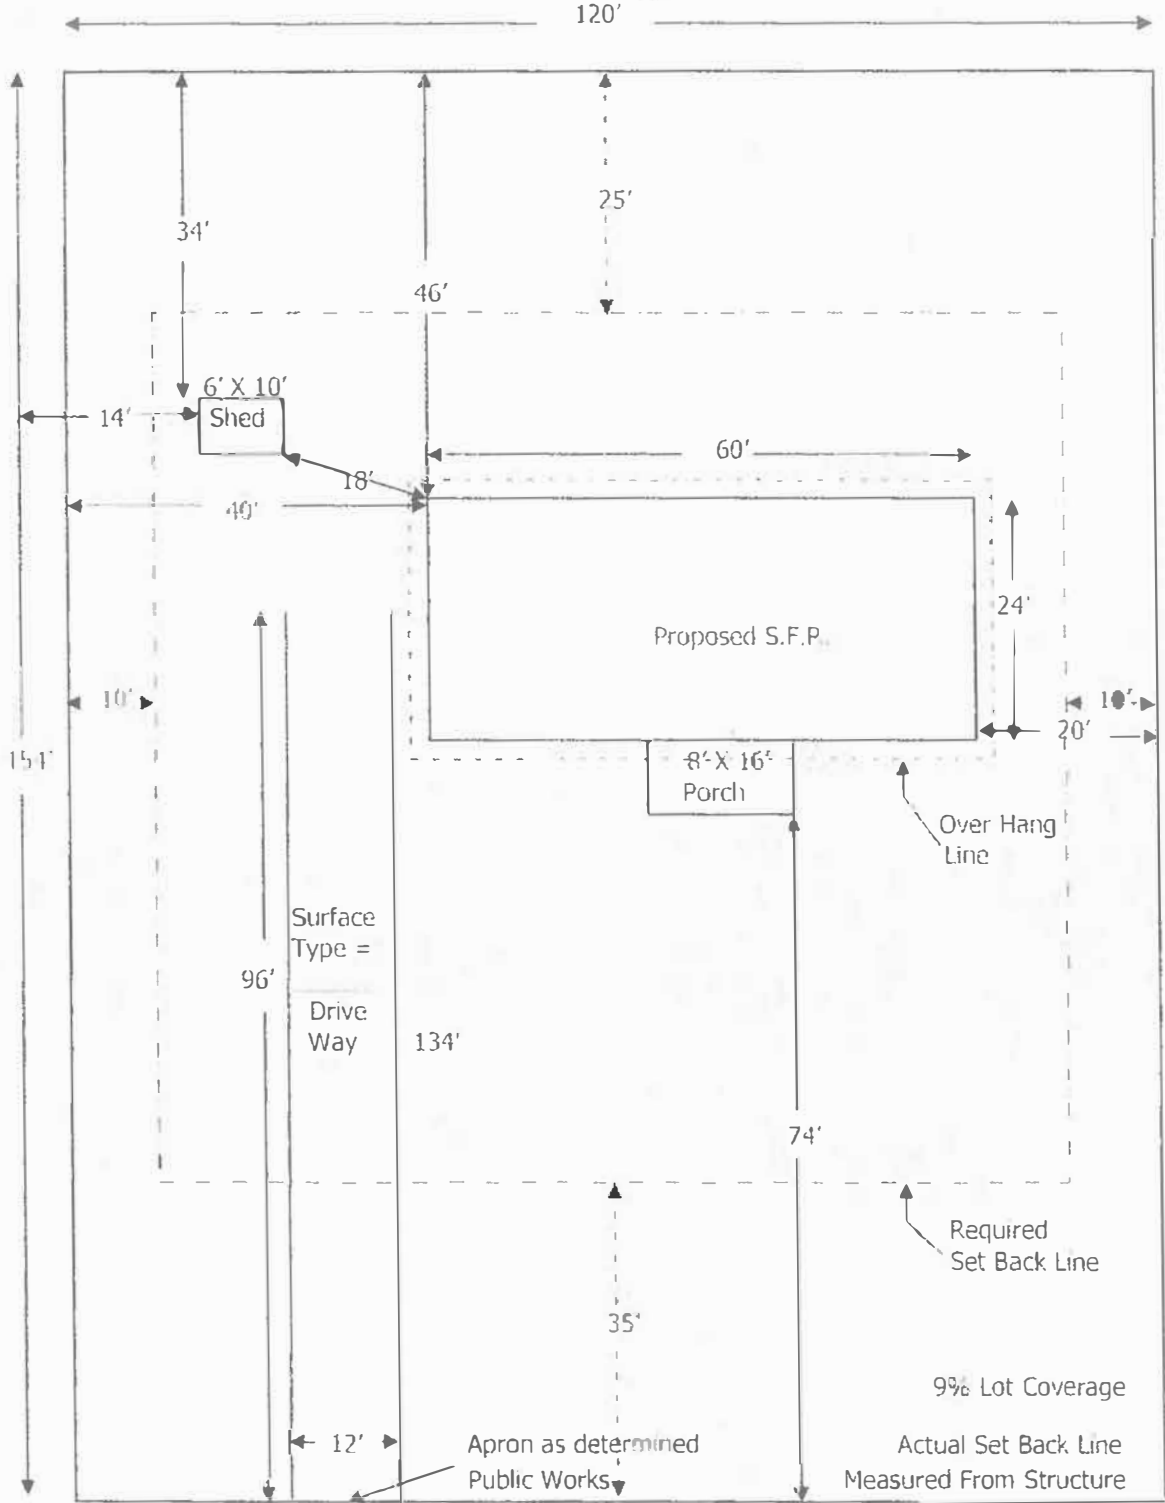 120'
25'
34'
46'
6' X 10'
Shed
14'
60'
18'
40'
24'
Proposed S.F.R.
10'
10'
20'
154'
8' X 16'
Porch
Over Hang
Line
Surface
Type =
96'
Drive
Way
134'
74'
Required
Set Back Line
35'
9% Lot Coverage
12'
Apron as determined
Public Works
Actual Set Back Line
Measured From Structure